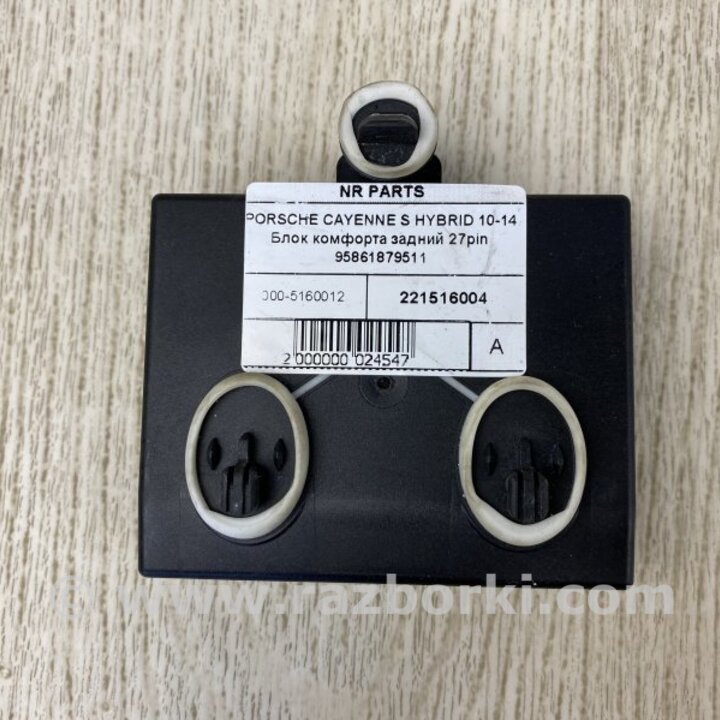 NR PARTS
PORSCHE CAYENNE S HYBRID 10-14
Блок комфорта задний 27pin
95861879511
000-5160012 221516004
2 000000 024547 A
© www.razborki.com